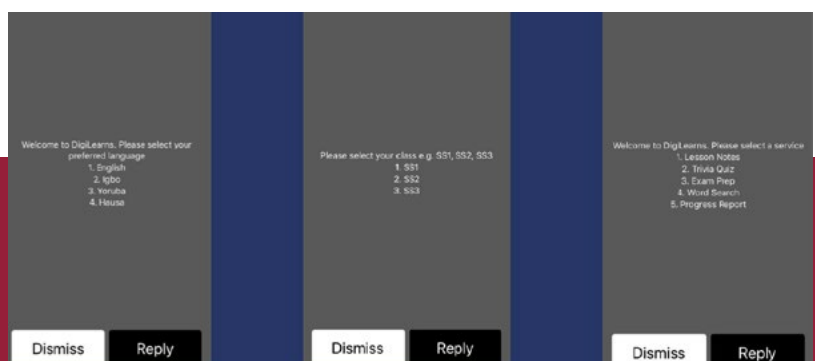 Welcome to DigiLearns. Please select your
preferred language
1. English
2. Igbo
3. Yoruba
4. Hausa
Dismiss
Reply
Please select your class e.g. SS1, SS2, SS3
1. SS1
2. SS2
3. SS3
Dismiss
Reply
Welcome to DigiLearns. Please select a service
1. Lesson Notes
2. Trivia Quiz
3. Exam Prep
4. Word Search
5. Progress Report
Dismiss
Reply